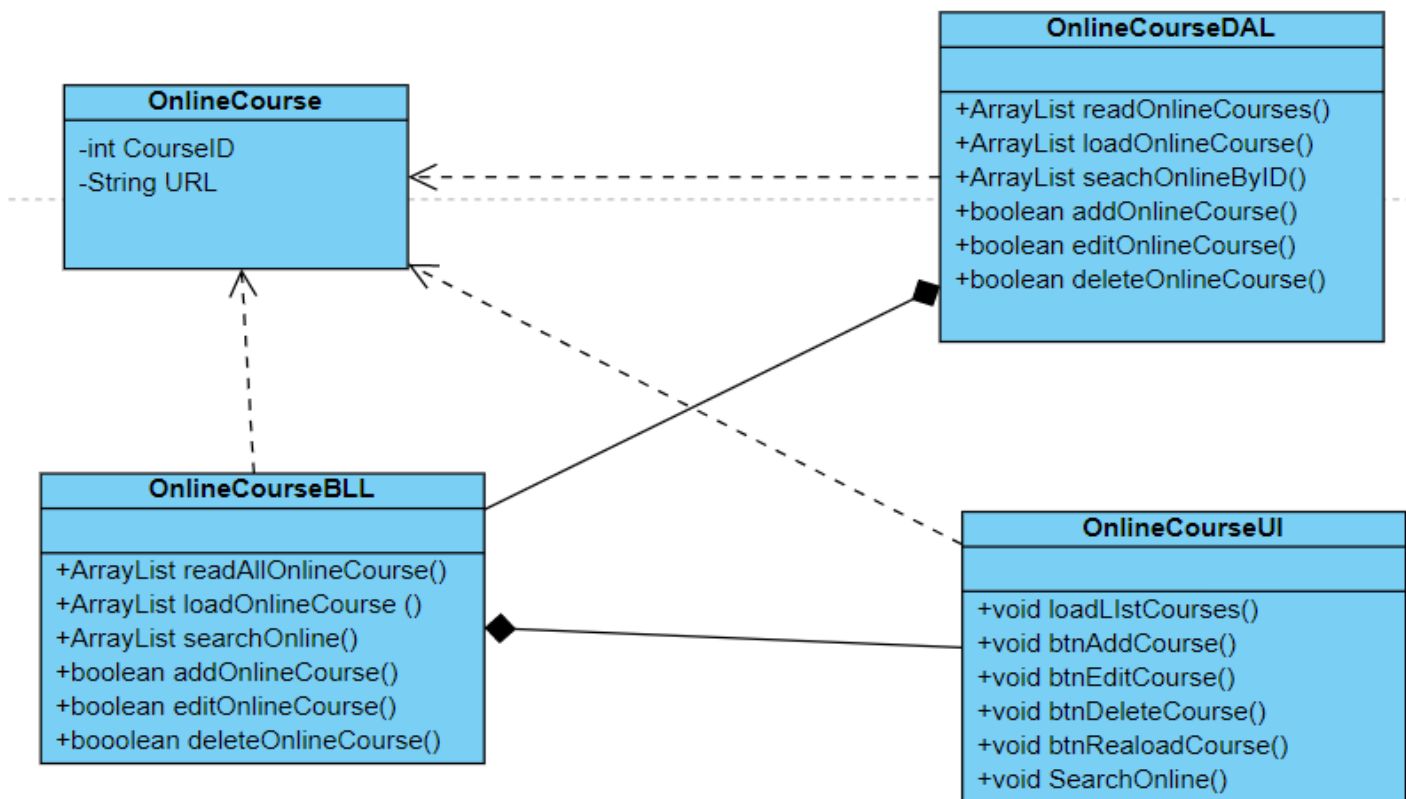 OnlineCourseDAL
+ArrayList readOnlineCourses()
+ArrayList loadOnlineCourse()
+ArrayList seachOnlineByID()
+boolean addOnlineCourse()
+boolean editOnlineCourse()
+boolean deleteOnlineCourse()
OnlineCourse
-int CourseID
-String URL
OnlineCourseBLL
+ArrayList readAllOnlineCourse()
+ArrayList loadOnlineCourse ()
+ArrayList searchOnline()
+boolean addOnlineCourse()
+boolean editOnlineCourse()
+booolean deleteOnlineCourse()
OnlineCourseUI
+void loadLIstCourses()
+void btnAddCourse()
+void btnEditCourse()
+void btnDeleteCourse()
+void btnRealoadCourse()
+void SearchOnline()